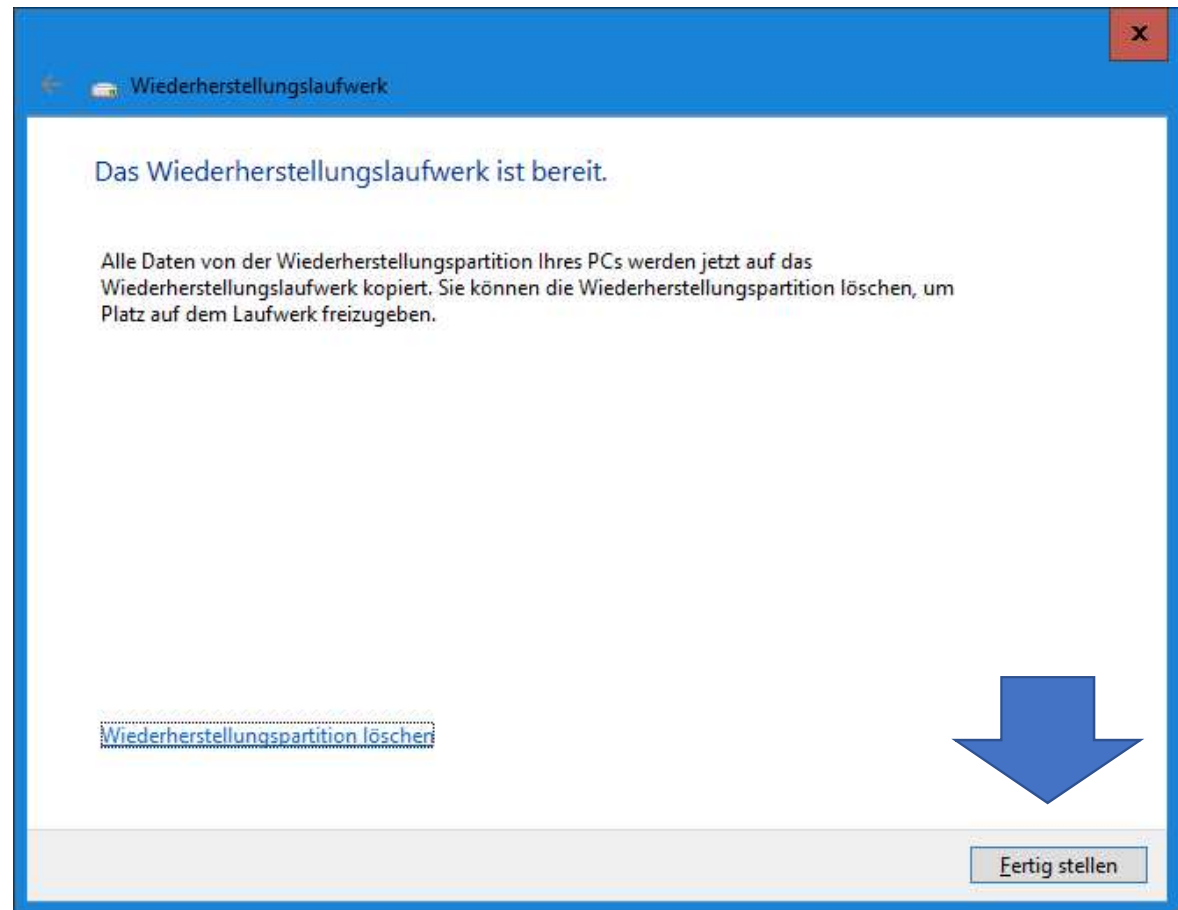 x
Wiederherstellungslaufwerk
Das Wiederherstellungslaufwerk ist bereit.
Alle Daten von der Wiederherstellungspartition Ihres PCs werden jetzt auf das
Wiederherstellungslaufwerk kopiert. Sie können die Wiederherstellungspartition löschen, um
Platz auf dem Laufwerk freizugeben.
Wiederherstellungspartition löschen
Fertig stellen